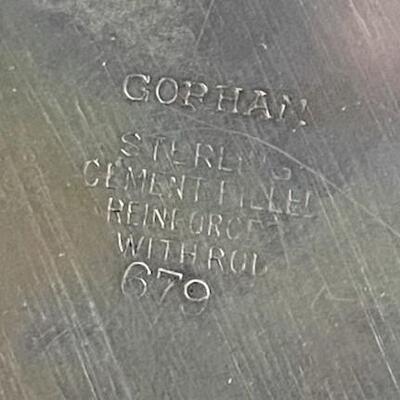 GORHAM
STERLING
CEMENT FILLED
REINFORCED
WITH ROD
679